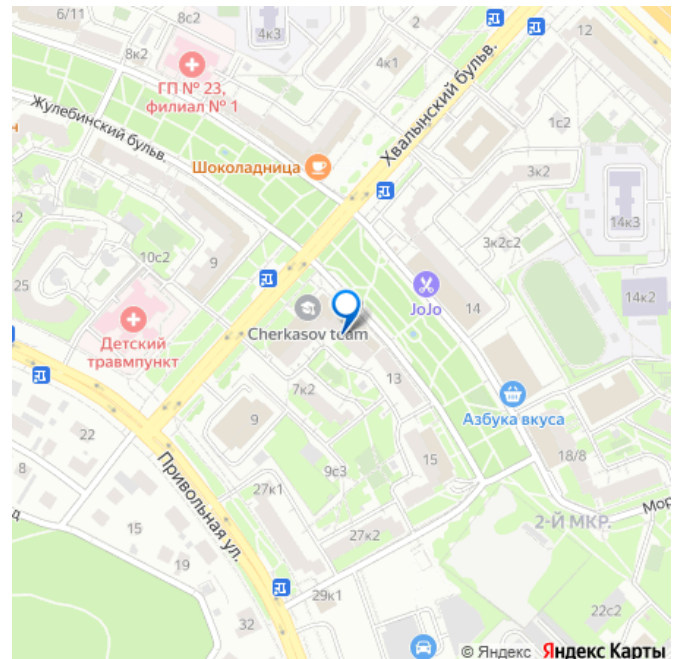 6/11
8с2
4к3
2
12
8к2
4к1
ГП № 23,
филиал № 1
Хвалынский бульв.
1с2
Жулебинский бульв.
н
Шоколадница
3к2
14к3
к2
10с2
9
3к2с2
25
14к2
JoJo
14
Детский
травмпункт
Cherkasov team
13
7к2
9
Азбука вкуса
22
18/8
8
15
9с3
27к1
Привольная ул.
Мор
2-Й МКР.
д
15
27к2
19
29к1
22с2
32
© Яндекс Яндекс Карты